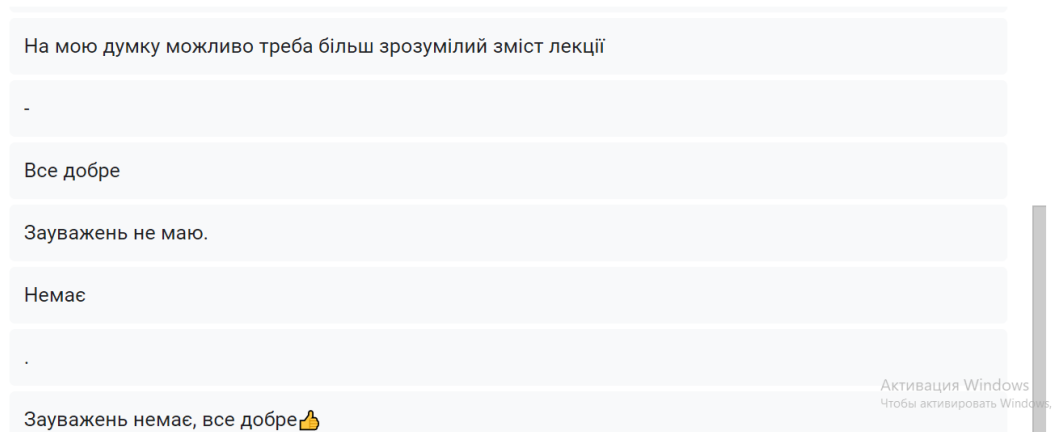 На мою думку можливо треба більш зрозумілий зміст лекції
-
Все добре
Зауважень не маю.
Немає
.
Активация Windows
Чтобы активировать Windows,
Зауважень немає, все добре👍